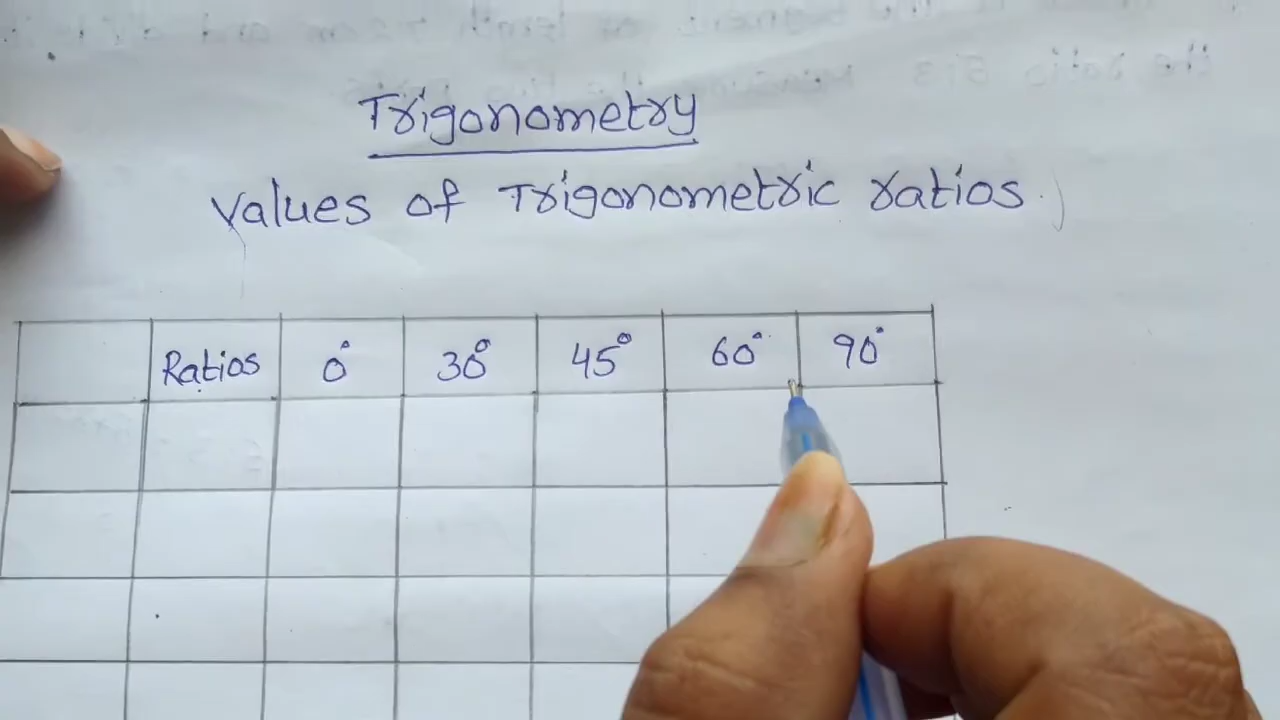 Trigonometry
Values of Trigonometric ratios.
Ratios 0° 30° 45° 60° 90°